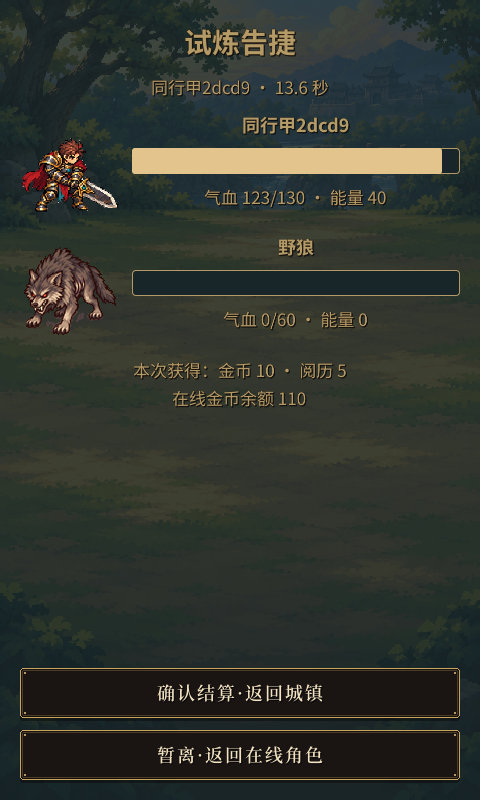 试炼告捷
同行甲2dcd9 · 13.6 秒
同行甲2dcd9
气血 123/130 · 能量 40
野狼
气血 0/60 · 能量 0
本次获得：金币 10 · 阅历 5
在线金币余额 110
确认结算·返回城镇
暂离·返回在线角色